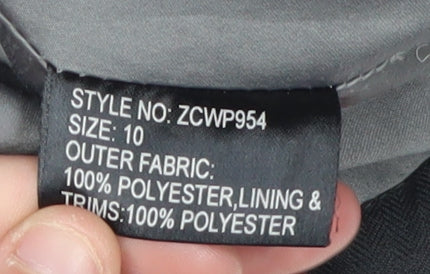 STYLE NO: ZCWP954
SIZE: 10
OUTER FABRIC:
100% POLYESTER,LINING &
TRIMS:100% POLYESTER